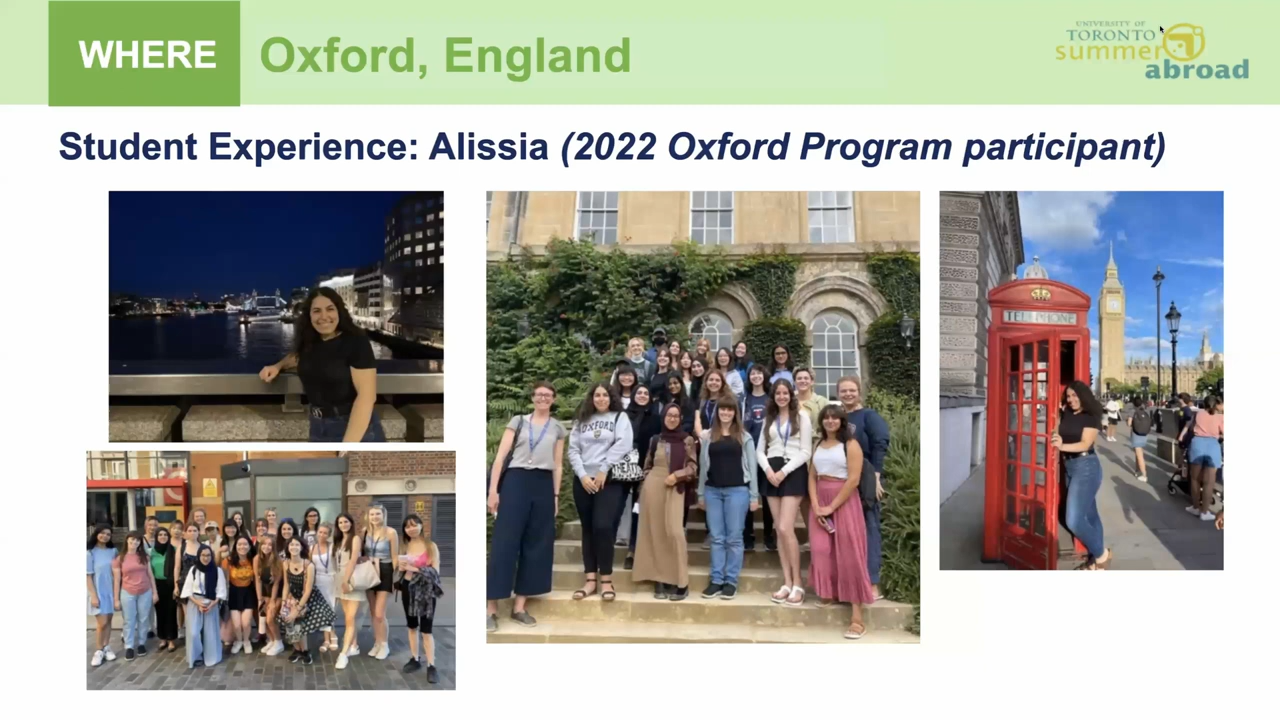 WHERE
Oxford, England
UNIVERSITY OF
TORONTO
summer
abroad
Student Experience: Alissia (2022 Oxford Program participant)
OXFORD
TELEPHONE